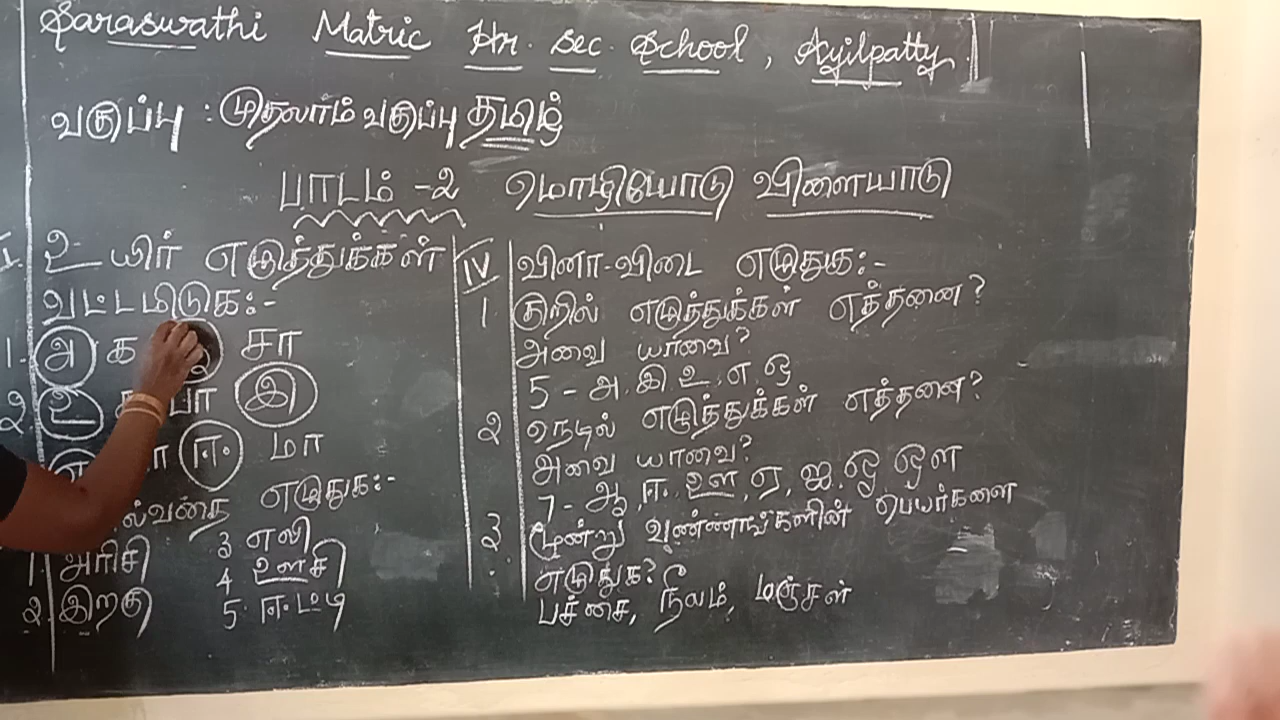 Saraswathi Matric Hr. Sec. School, Ayilpatty.
வகுப்பு : முதலாம் வகுப்பு தமிழ்
பாடம் -2 மொழியோடு விளையாடு
I. உயிர் எழுத்துக்கள்
வட்டமிடுக:-
1. அ க சா
2. உ பா இ
ஈ மா
எழுதுக:-
1. அரிசி 3 எலி
2. இறகு 4 ஊசி
5. ஈட்டி
IV வினா-விடை எழுதுக:-
1 குறில் எழுத்துக்கள் எத்தனை?
அவை யாவை?
5 - அ. இ. உ. எ. ஒ
2 நெடில் எழுத்துக்கள் எத்தனை?
அவை யாவை?
7 - ஆ, ஈ, ஊ, ஏ, ஐ, ஓ, ஔ
3 மூன்று வண்ணங்களின் பெயர்களை
எழுதுக?
பச்சை, நீலம், மஞ்சள்